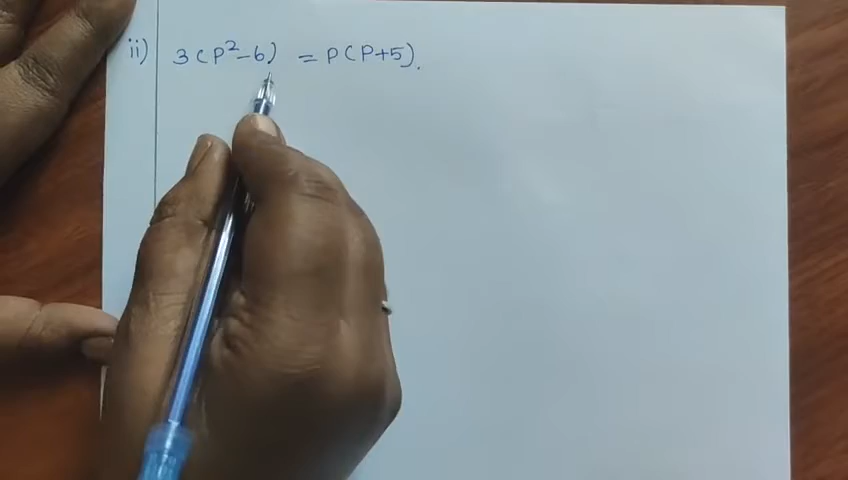 ii) 3(P²-6) = P(P+5).